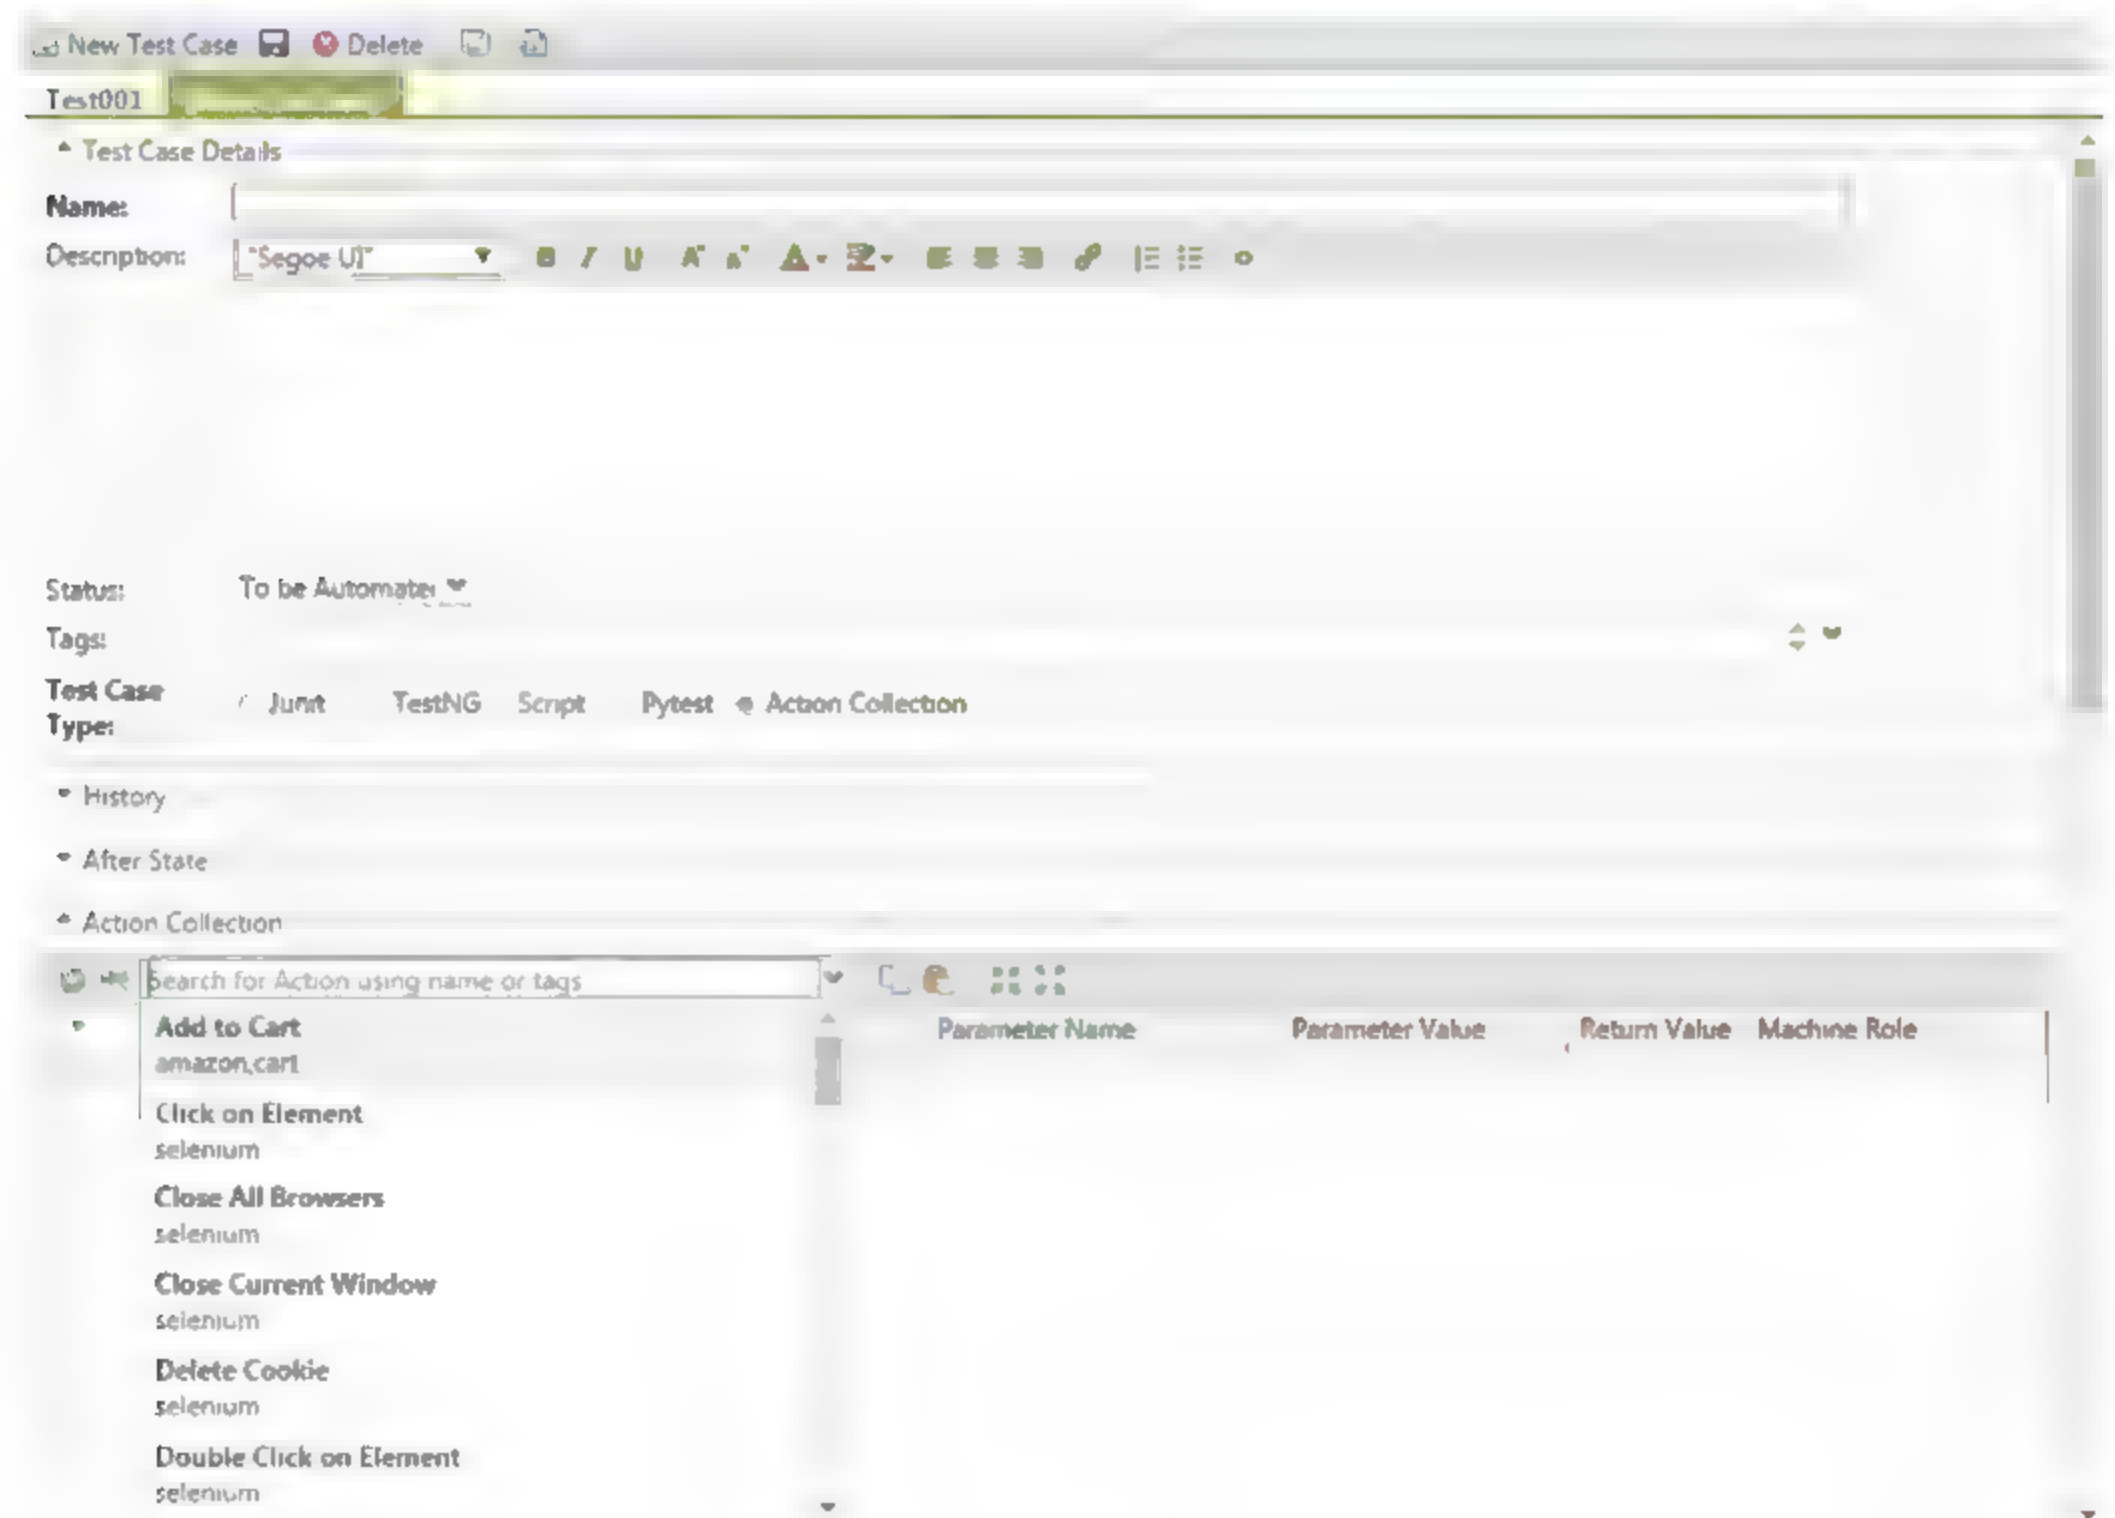 New Test Case Delete
Test001
Test Case Details
Name:
Description: "Segoe UI" B I U A A A
Status: To be Automate
Tags:
Test Case
Type:
Junit TestNG Script Pytest Action Collection
History
After State
Action Collection
Search for Action using name or tags
Parameter Name Parameter Value Return Value Machine Role
Add to Cart
amazon,cart
Click on Element
selenium
Close All Browsers
selenium
Close Current Window
selenium
Delete Cookie
selenium
Double Click on Element
selenium